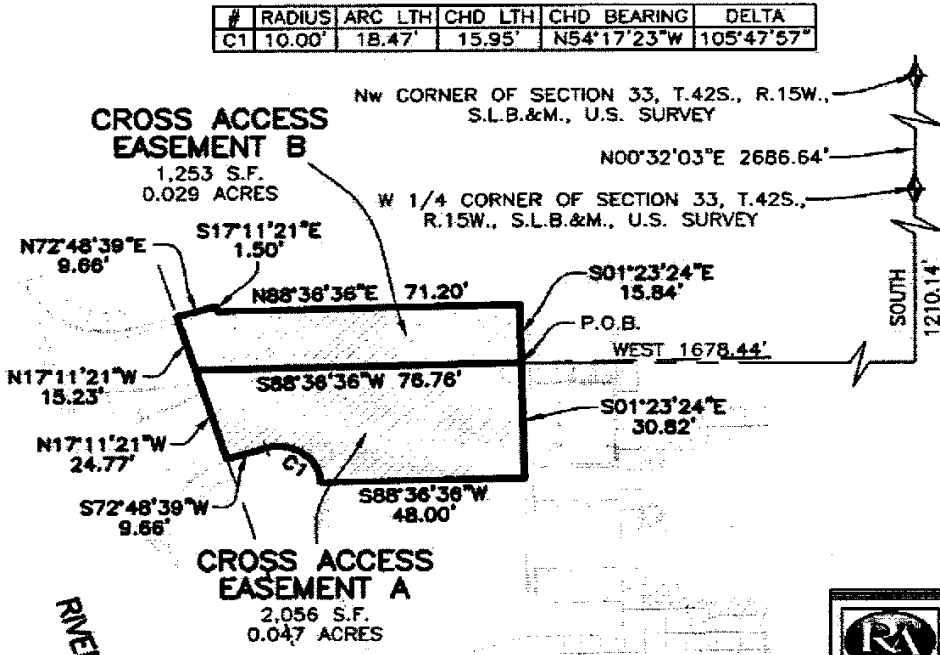 # RADIUS ARC LTH CHD LTH CHD BEARING DELTA
C1 10.00' 18.47' 15.95' N54°17'23"W 105°47'57"
Nw CORNER OF SECTION 33, T.42S., R.15W.,
S.L.B.&M., U.S. SURVEY
CROSS ACCESS
EASEMENT B
1,253 S.F.
0.029 ACRES
N00°32'03"E 2686.64'
W 1/4 CORNER OF SECTION 33, T.42S.,
R.15W., S.L.B.&M., U.S. SURVEY
S17°11'21"E
1.50'
N72°48'39"E
9.66'
N88°36'36"E 71.20'
S01°23'24"E
15.84'
SOUTH
1210.14'
P.O.B.
WEST 1678.44'
N17°11'21"W
15.23'
S88°36'36"W 76.76'
S01°23'24"E
30.82'
N17°11'21"W
24.77'
C1
S88°36'36"W
48.00'
S72°48'39"W
9.66'
CROSS ACCESS
EASEMENT A
2,056 S.F.
0.047 ACRES
RIVER
RA